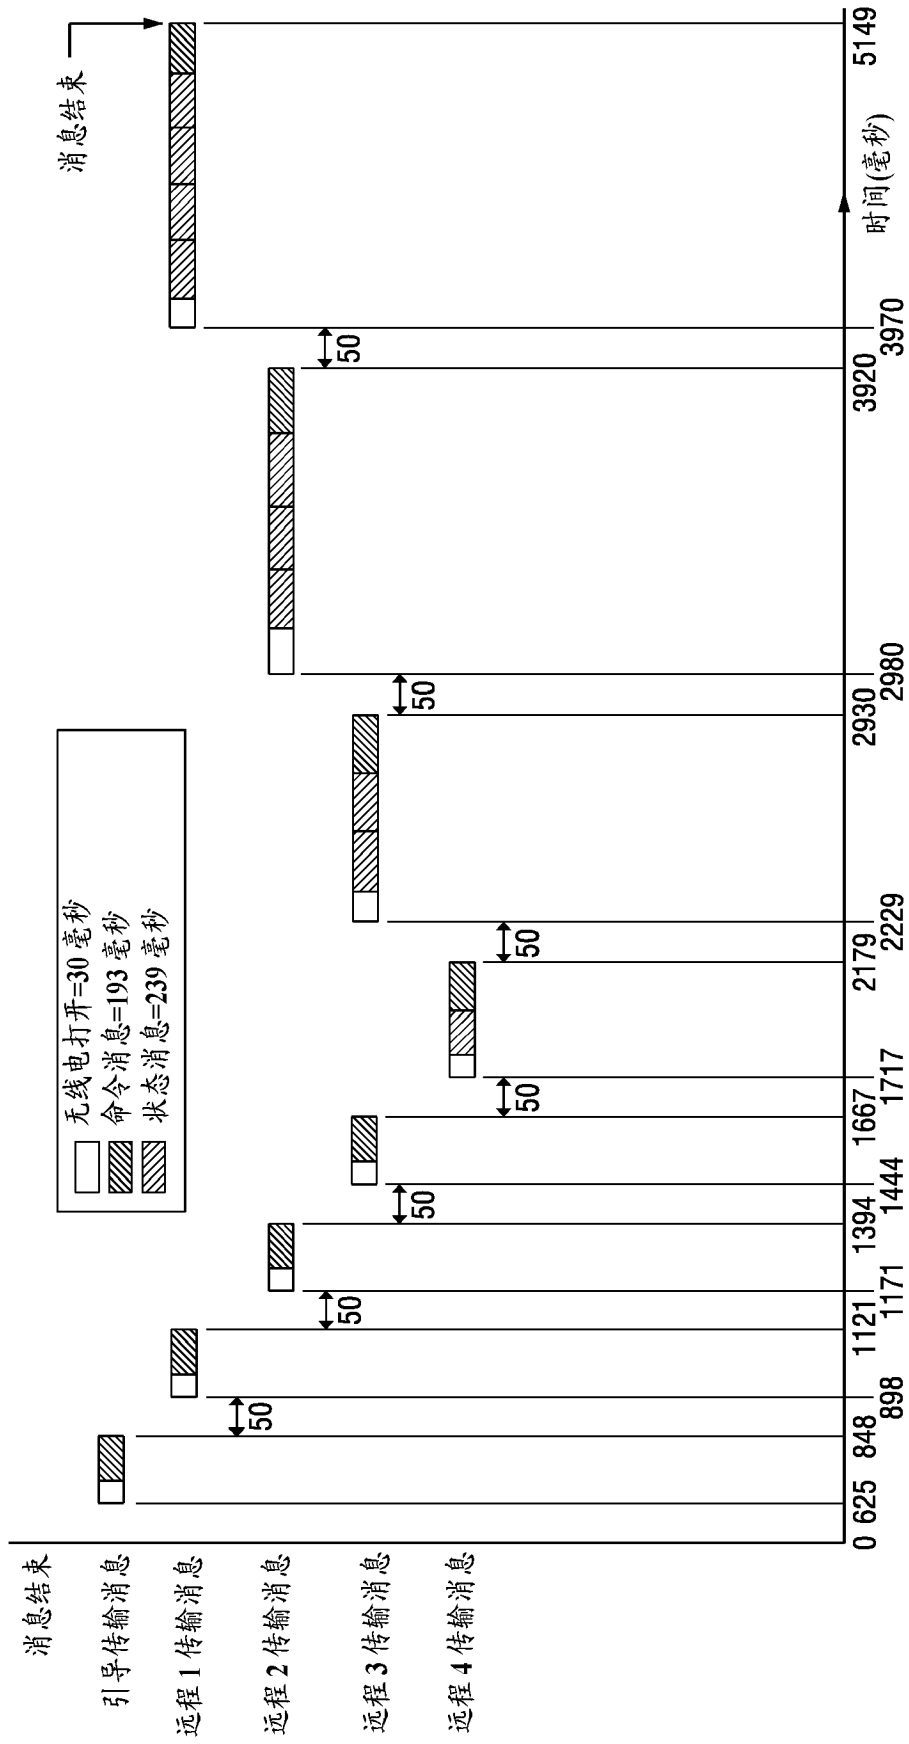 消息结束
引导传输消息
远程1传输消息
远程2传输消息
远程3传输消息
远程4传输消息
无线电打开=30 毫秒
命令消息=193 毫秒
状态消息=239 毫秒
消息结束
50
50
50
50
50
50
50
0 625 848 898 1121 1171 1394 1444 1667 1717 2179 2229 2930 2980 3920 3970 5149
时间(毫秒)